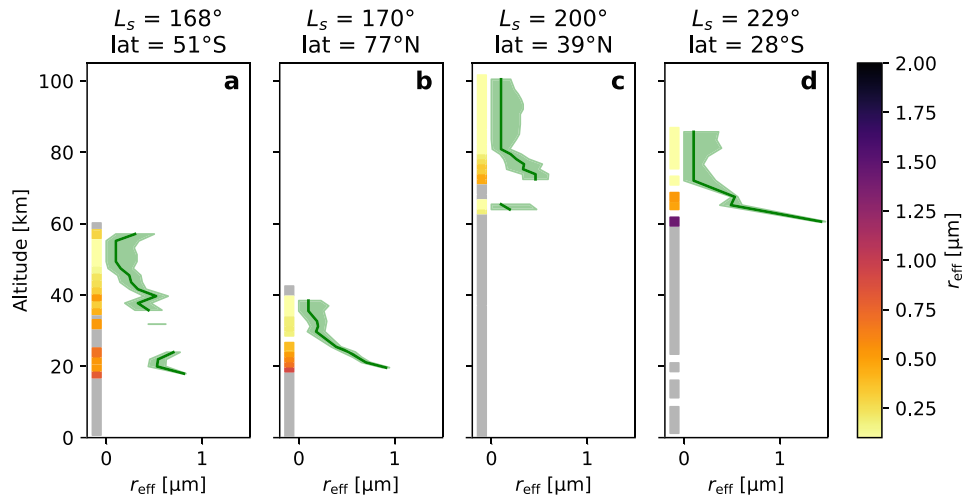 Ls = 168°
lat = 51°S
Ls = 170°
lat = 77°N
Ls = 200°
lat = 39°N
Ls = 229°
lat = 28°S
a
b
c
d
100
80
60
40
20
0
Altitude [km]
0 1
0 1
0 1
0 1
reff [µm]
reff [µm]
reff [µm]
reff [µm]
2.00
1.75
1.50
1.25
1.00
0.75
0.50
0.25
reff [µm]